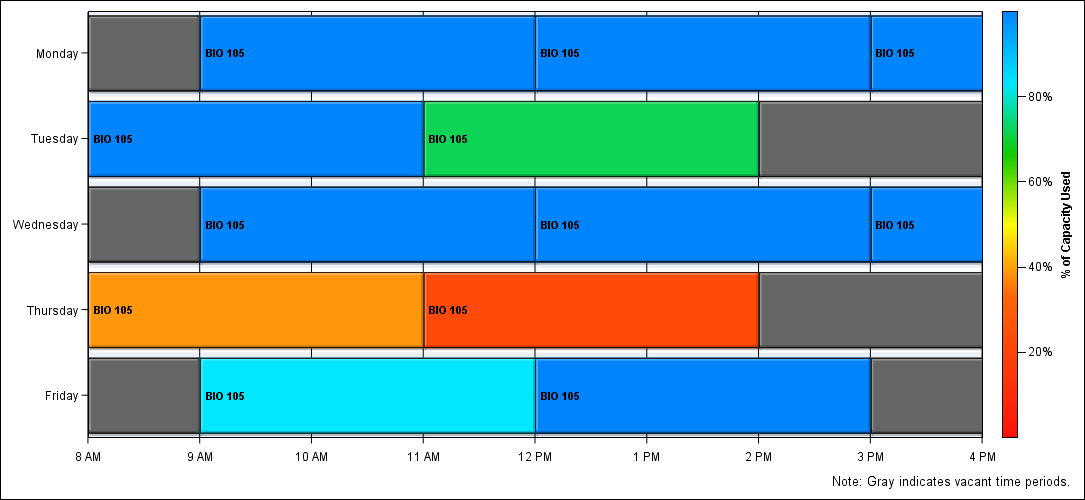 Monday
BIO 105
BIO 105
BIO 105
Tuesday
BIO 105
BIO 105
Wednesday
BIO 105
BIO 105
BIO 105
Thursday
BIO 105
BIO 105
Friday
BIO 105
BIO 105
8 AM
9 AM
10 AM
11 AM
12 PM
1 PM
2 PM
3 PM
4 PM
80%
60%
40%
20%
% of Capacity Used
Note: Gray indicates vacant time periods.